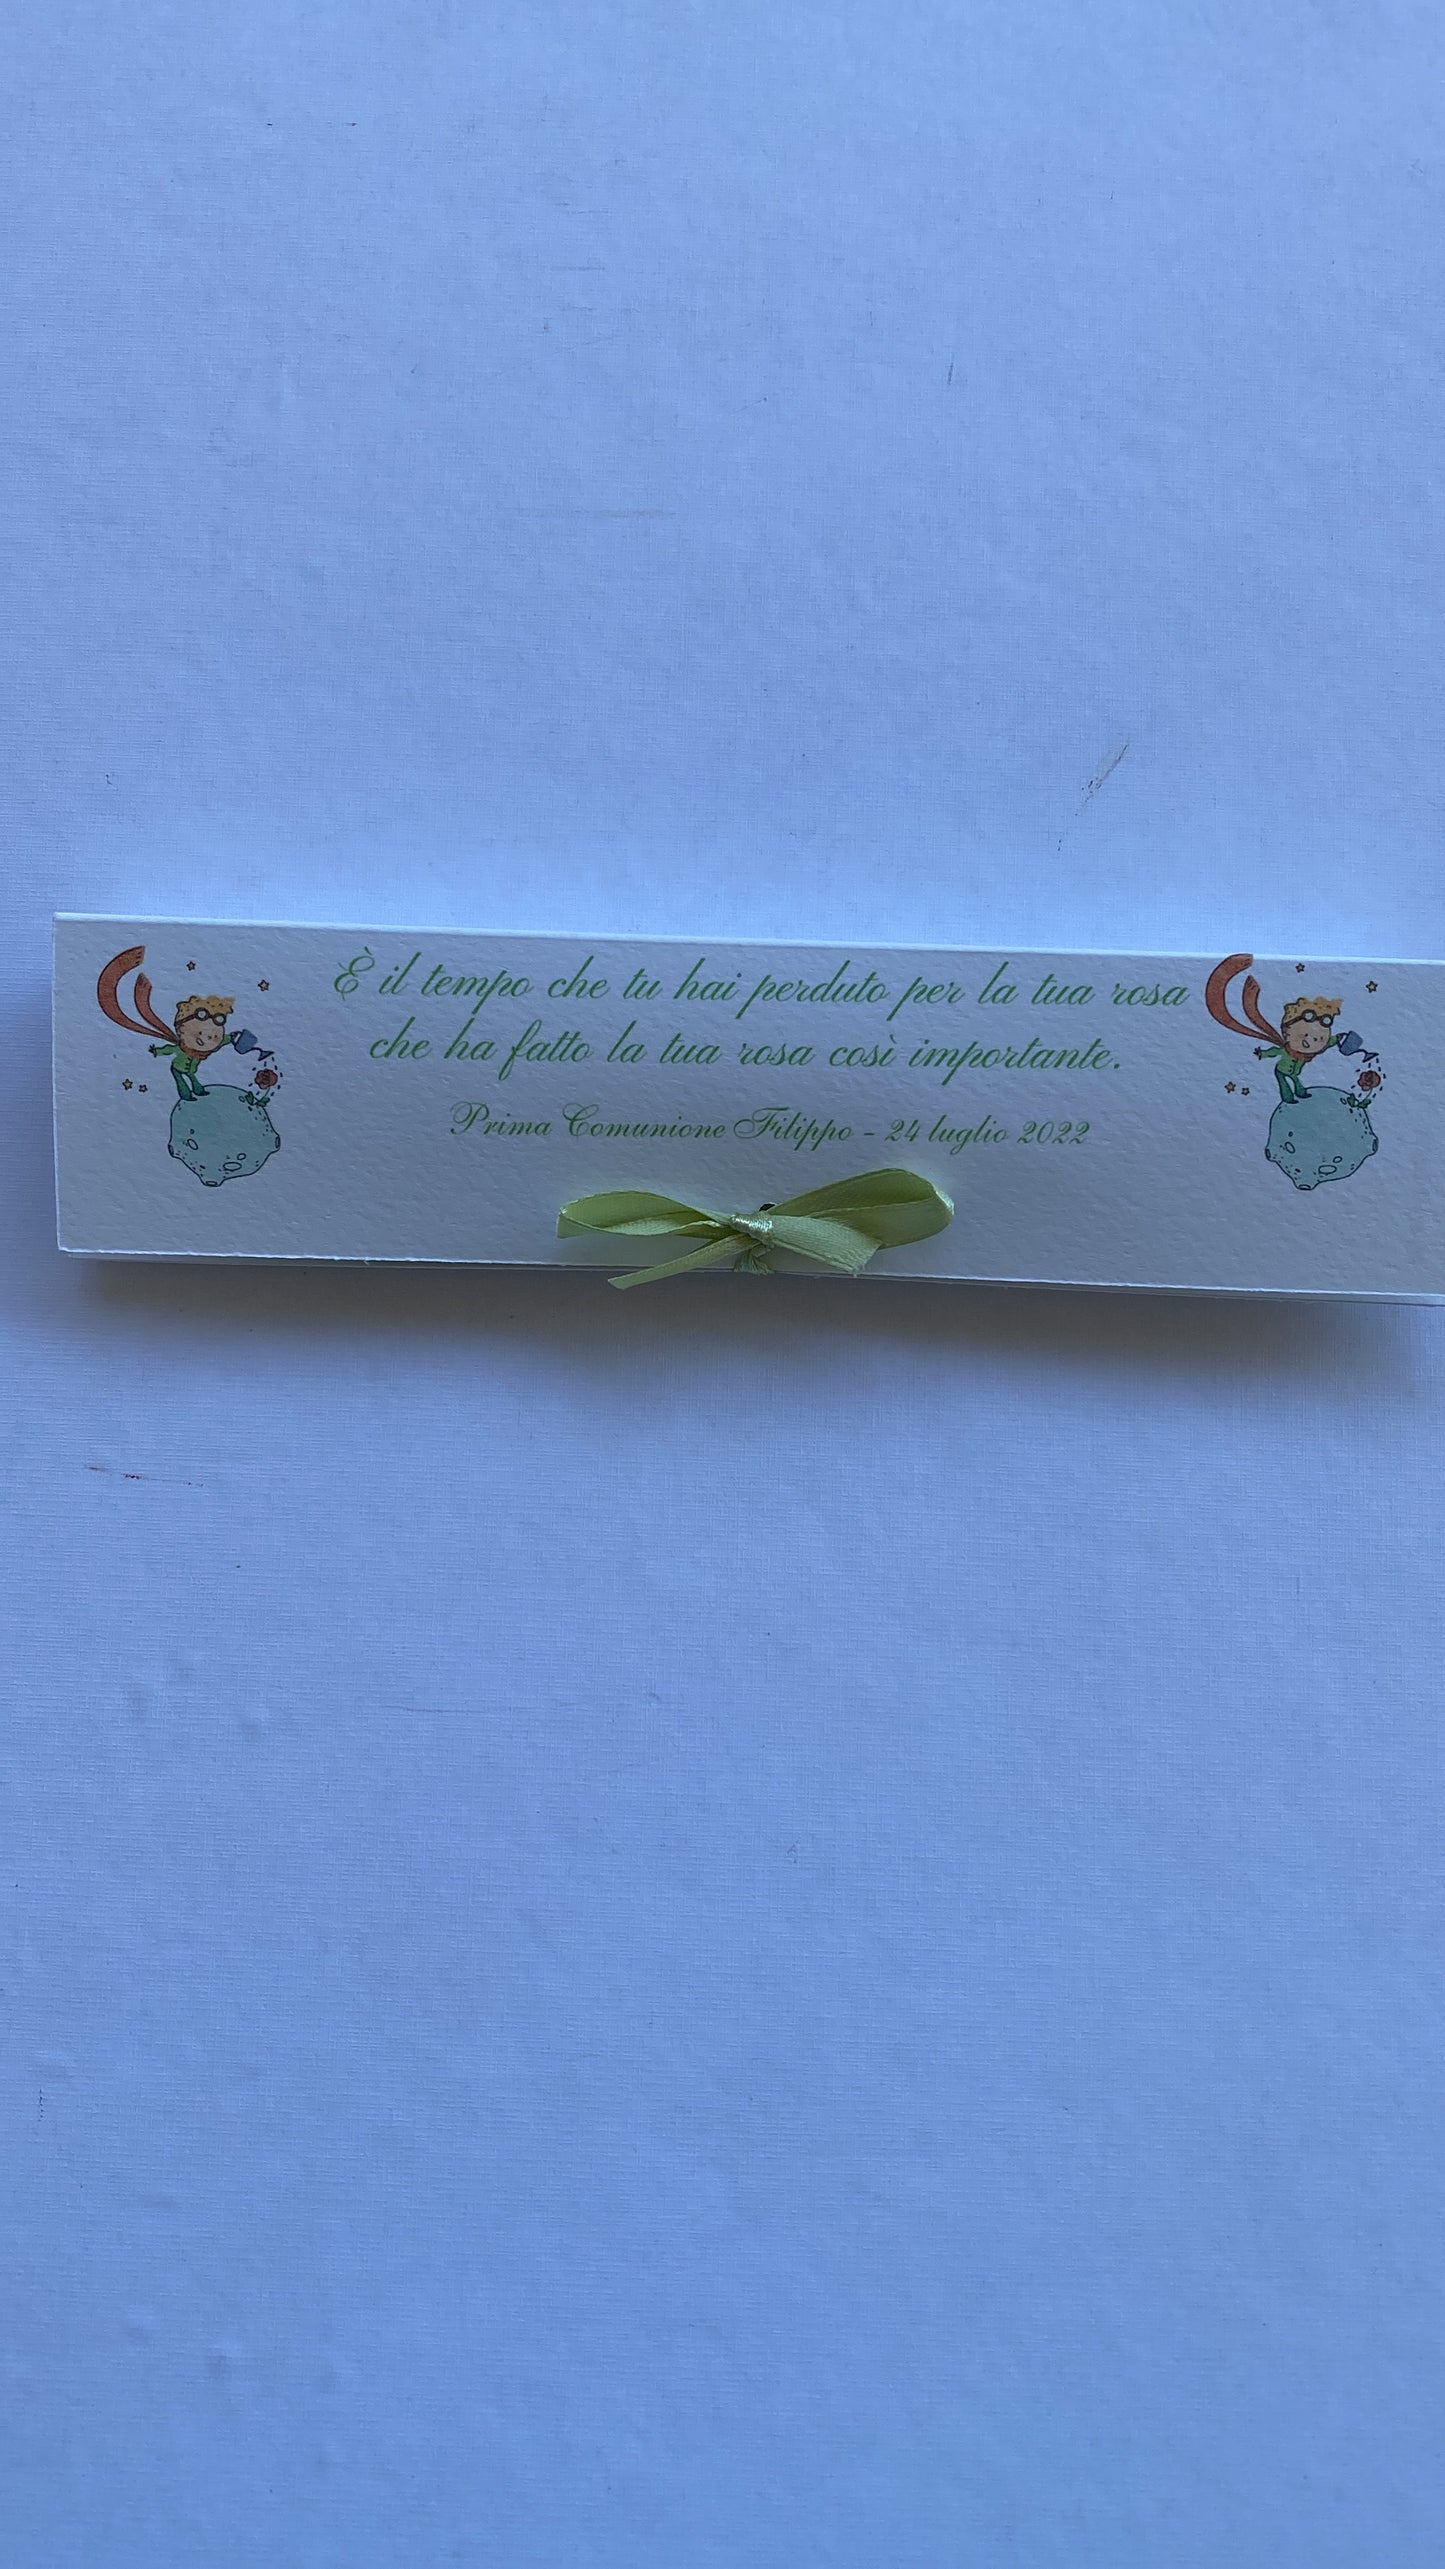 È il tempo che tu hai perduto per la tua rosa
che ha fatto la tua rosa così importante.
Prima Comunione Filippo - 24 luglio 2022